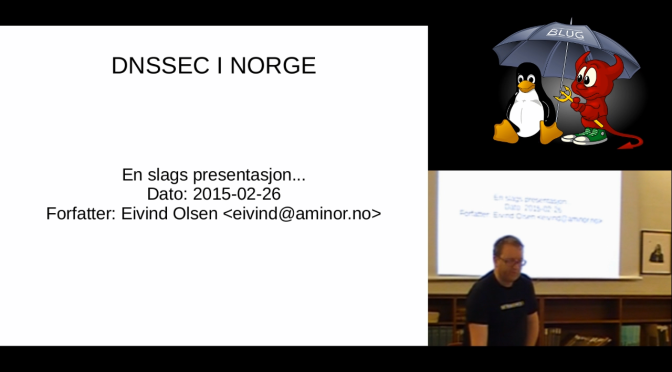 DNSSEC I NORGE
En slags presentasjon...
Dato: 2015-02-26
Forfatter: Eivind Olsen <eivind@aminor.no>
BLUG
En slags presentasjon...
Dato: 2015-02-26
Forfatter: Eivind Olsen <eivind@aminor.no>